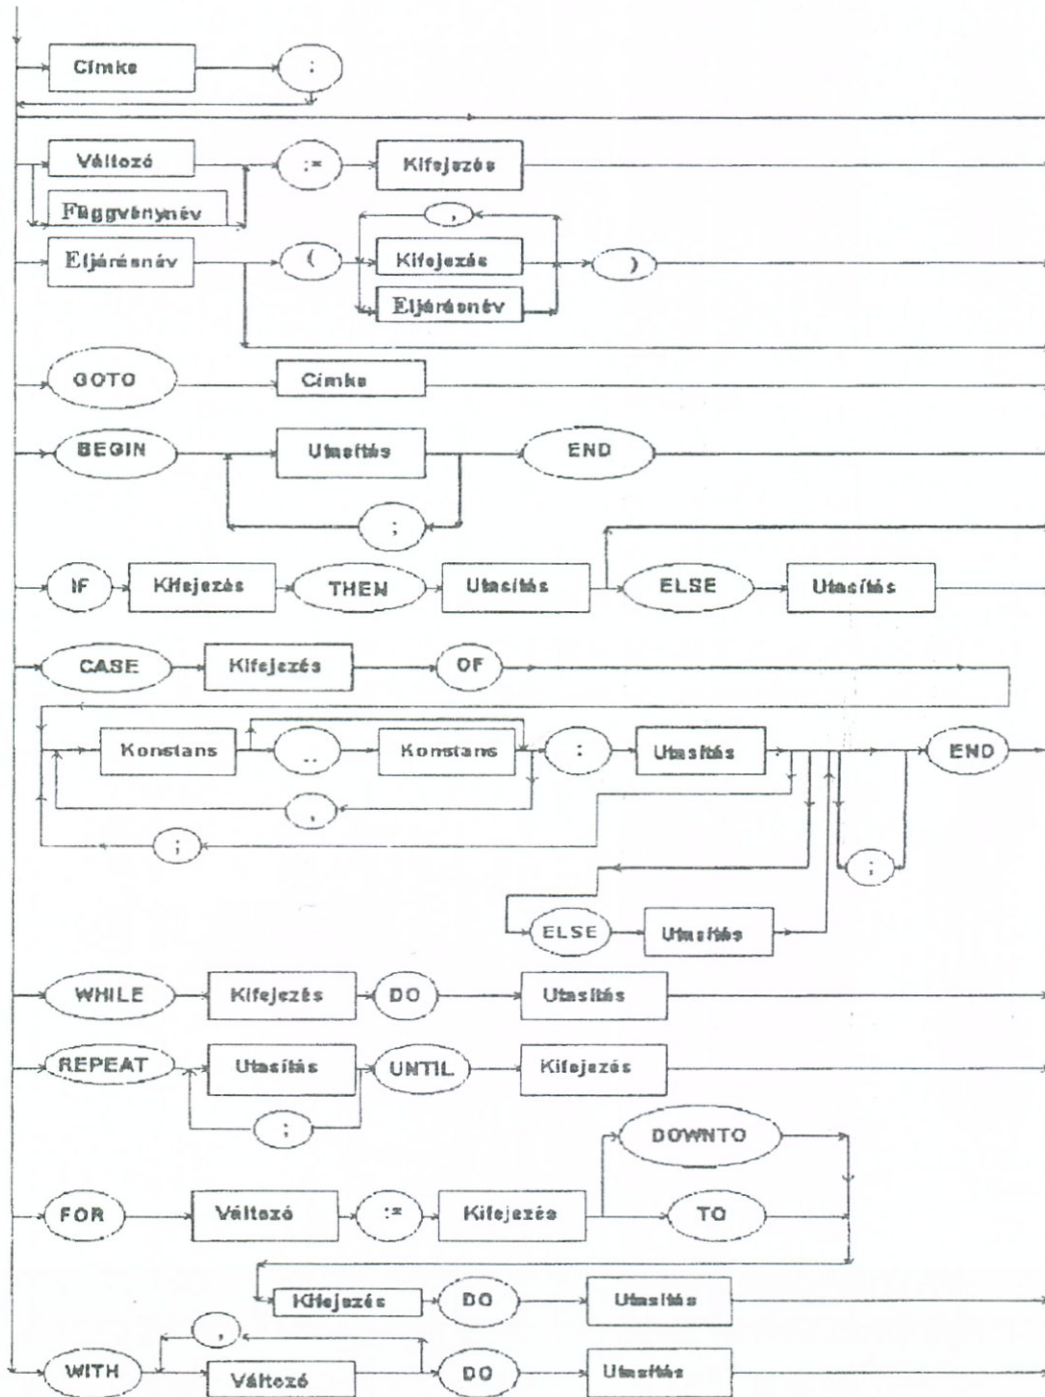 Címke :
Változó := Kifejezés
Függvénynév
,
Eljárásnév ( Kifejezés )
Eljárásnév
GOTO Címke
BEGIN Utasítás END
;
IF Kifejezés THEN Utasítás ELSE Utasítás
CASE Kifejezés OF
Konstans .. Konstans : Utasítás END
,
;
;
ELSE Utasítás
WHILE Kifejezés DO Utasítás
REPEAT Utasítás UNTIL Kifejezés
;
DOWNTO
FOR Változó := Kifejezés TO
Kifejezés DO Utasítás
,
WITH Változó DO Utasítás